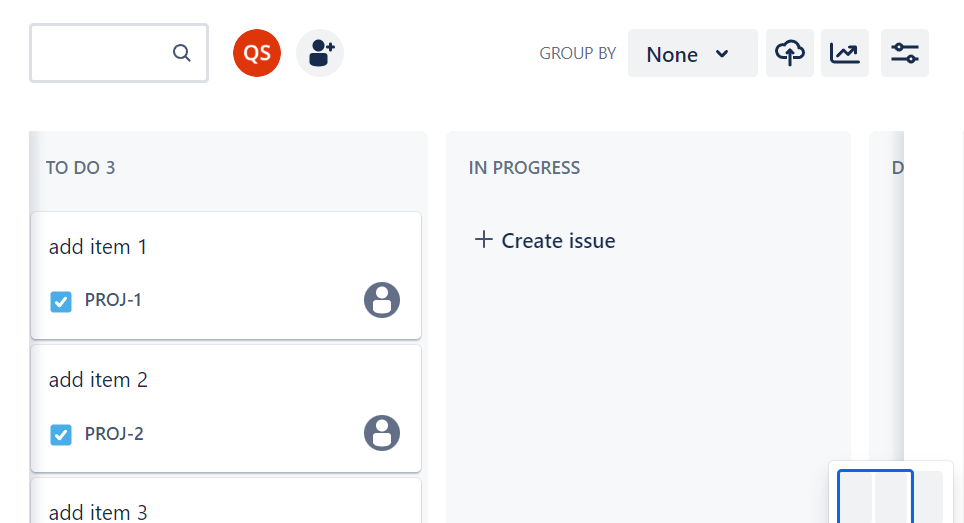 QS
GROUP BY
None
TO DO 3
add item 1
PROJ-1
add item 2
PROJ-2
add item 3
IN PROGRESS
+ Create issue
D